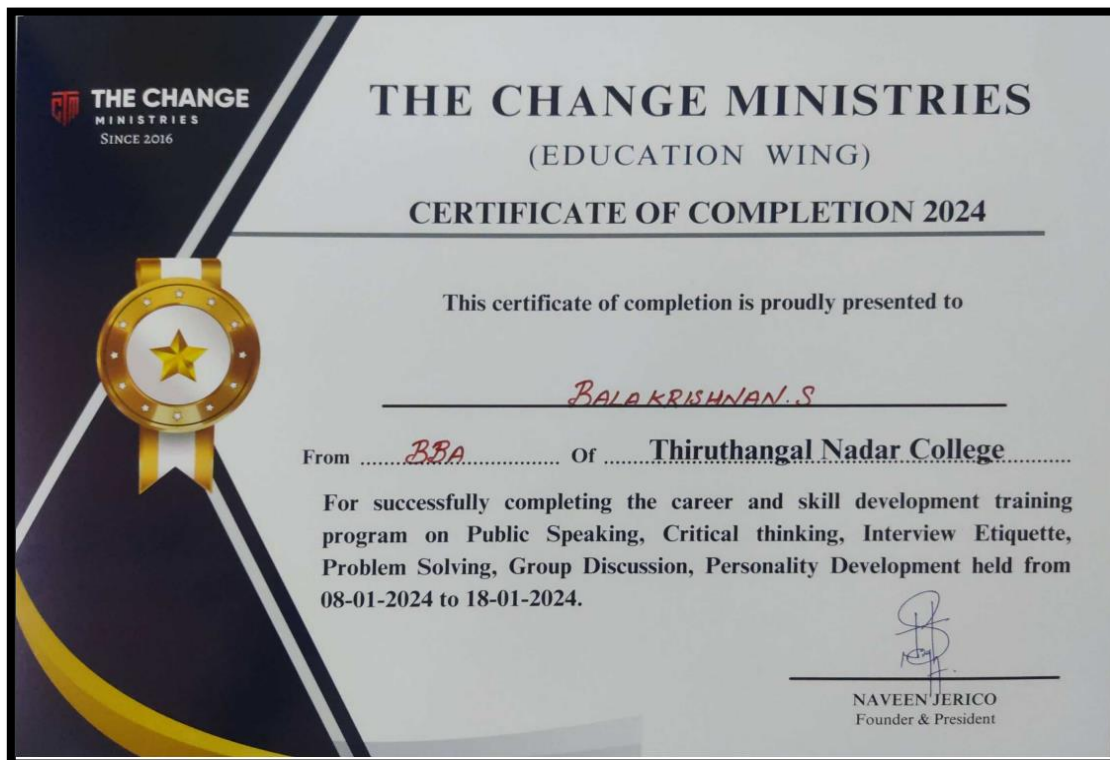 THE CHANGE
MINISTRIES
SINCE 2016
THE CHANGE MINISTRIES
(EDUCATION WING)
CERTIFICATE OF COMPLETION 2024
This certificate of completion is proudly presented to
BALAKRISHNAN.S
From ...... BBA ...... Of ...... Thiruthangal Nadar College ......
For successfully completing the career and skill development training
program on Public Speaking, Critical thinking, Interview Etiquette,
Problem Solving, Group Discussion, Personality Development held from
08-01-2024 to 18-01-2024.
NAVEEN JERICO
Founder & President